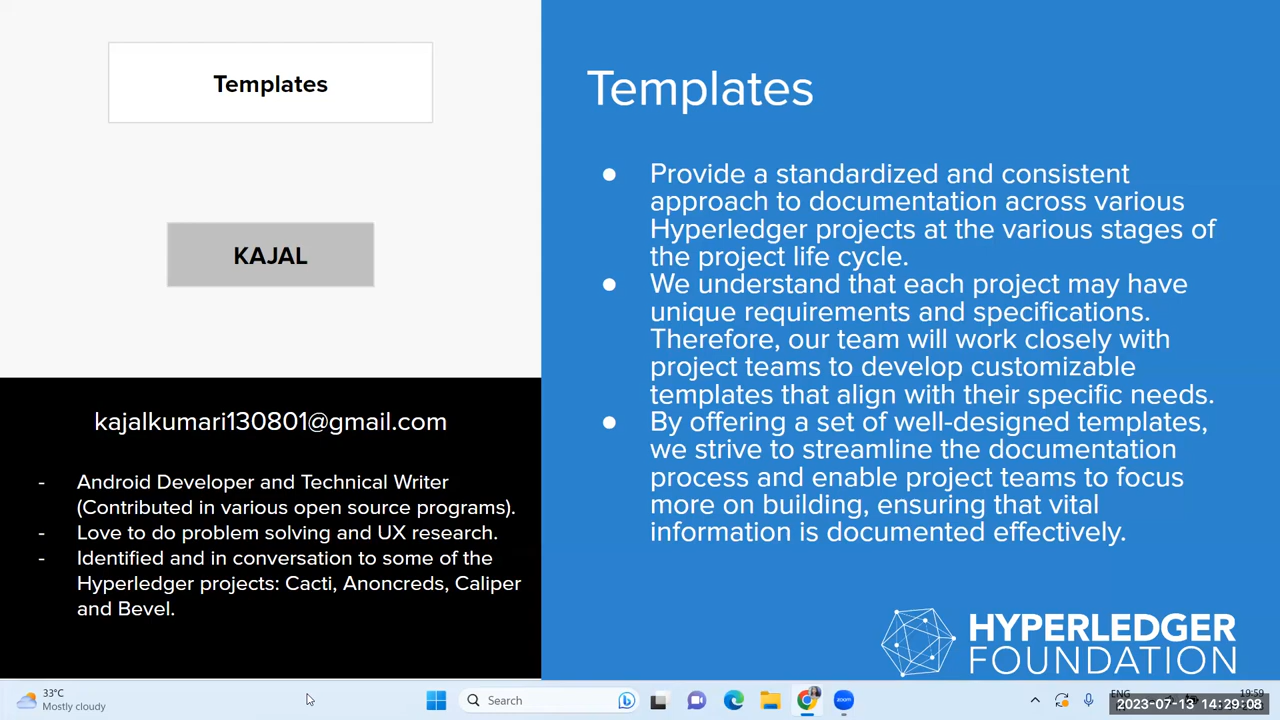 Templates
KAJAL
kajalkumari130801@gmail.com
- Android Developer and Technical Writer
(Contributed in various open source programs).
- Love to do problem solving and UX research.
- Identified and in conversation to some of the
Hyperledger projects: Cacti, Anoncreds, Caliper
and Bevel.
Templates
● Provide a standardized and consistent
approach to documentation across various
Hyperledger projects at the various stages of
the project life cycle.
● We understand that each project may have
unique requirements and specifications.
Therefore, our team will work closely with
project teams to develop customizable
templates that align with their specific needs.
● By offering a set of well-designed templates,
we strive to streamline the documentation
process and enable project teams to focus
more on building, ensuring that vital
information is documented effectively.
HYPERLEDGER
FOUNDATION
33°C
Mostly cloudy
Search
zoom
ENG
19:59
2023-07-13 14:29:08